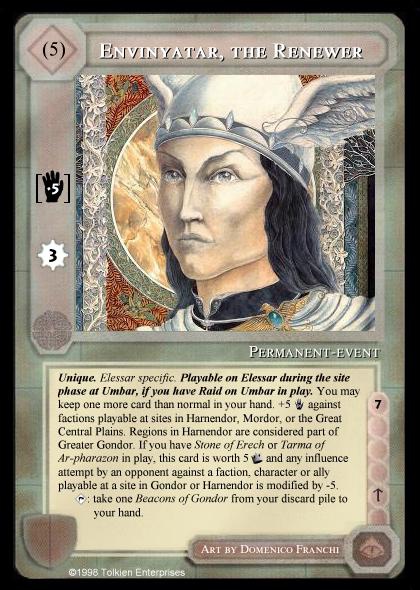 (5)
ENVINYATAR, THE RENEWER
[5]
3
PERMANENT-EVENT
Unique. Elessar specific. Playable on Elessar during the site
phase at Umbar, if you have Raid on Umbar in play. You may
keep one more card than normal in your hand. +5 against
factions playable at sites in Harnendor, Mordor, or the Great
Central Plains. Regions in Harnendor are considered part of
Greater Gondor. If you have Stone of Erech or Tarma of
Ar-pharazon in play, this card is worth 5 and any influence
attempt by an opponent against a faction, character or ally
playable at a site in Gondor or Harnendor is modified by -5.
: take one Beacons of Gondor from your discard pile to
your hand.
7
ART BY DOMENICO FRANCHI
©1998 Tolkien Enterprises